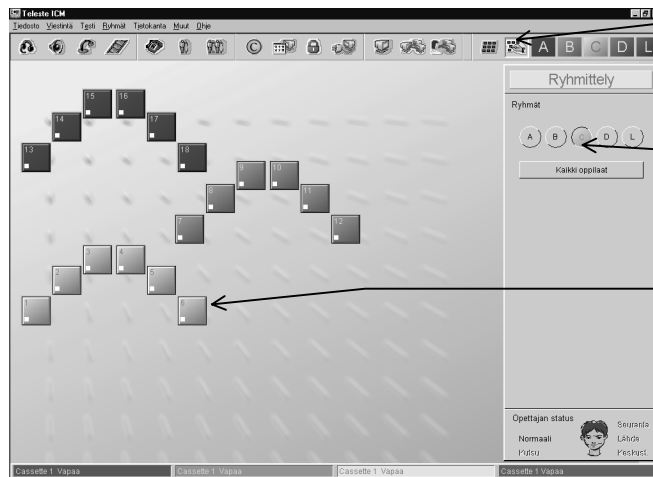 Teleste ICM
Tiedosto Viestintä Testi Ryhmät Tietokanta Muut Ohje
A B C D L
Ryhmittely
Ryhmät
A B C D L
Kaikki oppilaat
15 16
14 17
13 18
9 10
8 11
7 12
3 4
2 5
1 6
Opettajan status
Seuranta
Normaali Lähde
Kutsu Keskust.
Cassette 1 Vapaa Cassette 1 Vapaa Cassette 1 Vapaa Cassette 1 Vapaa